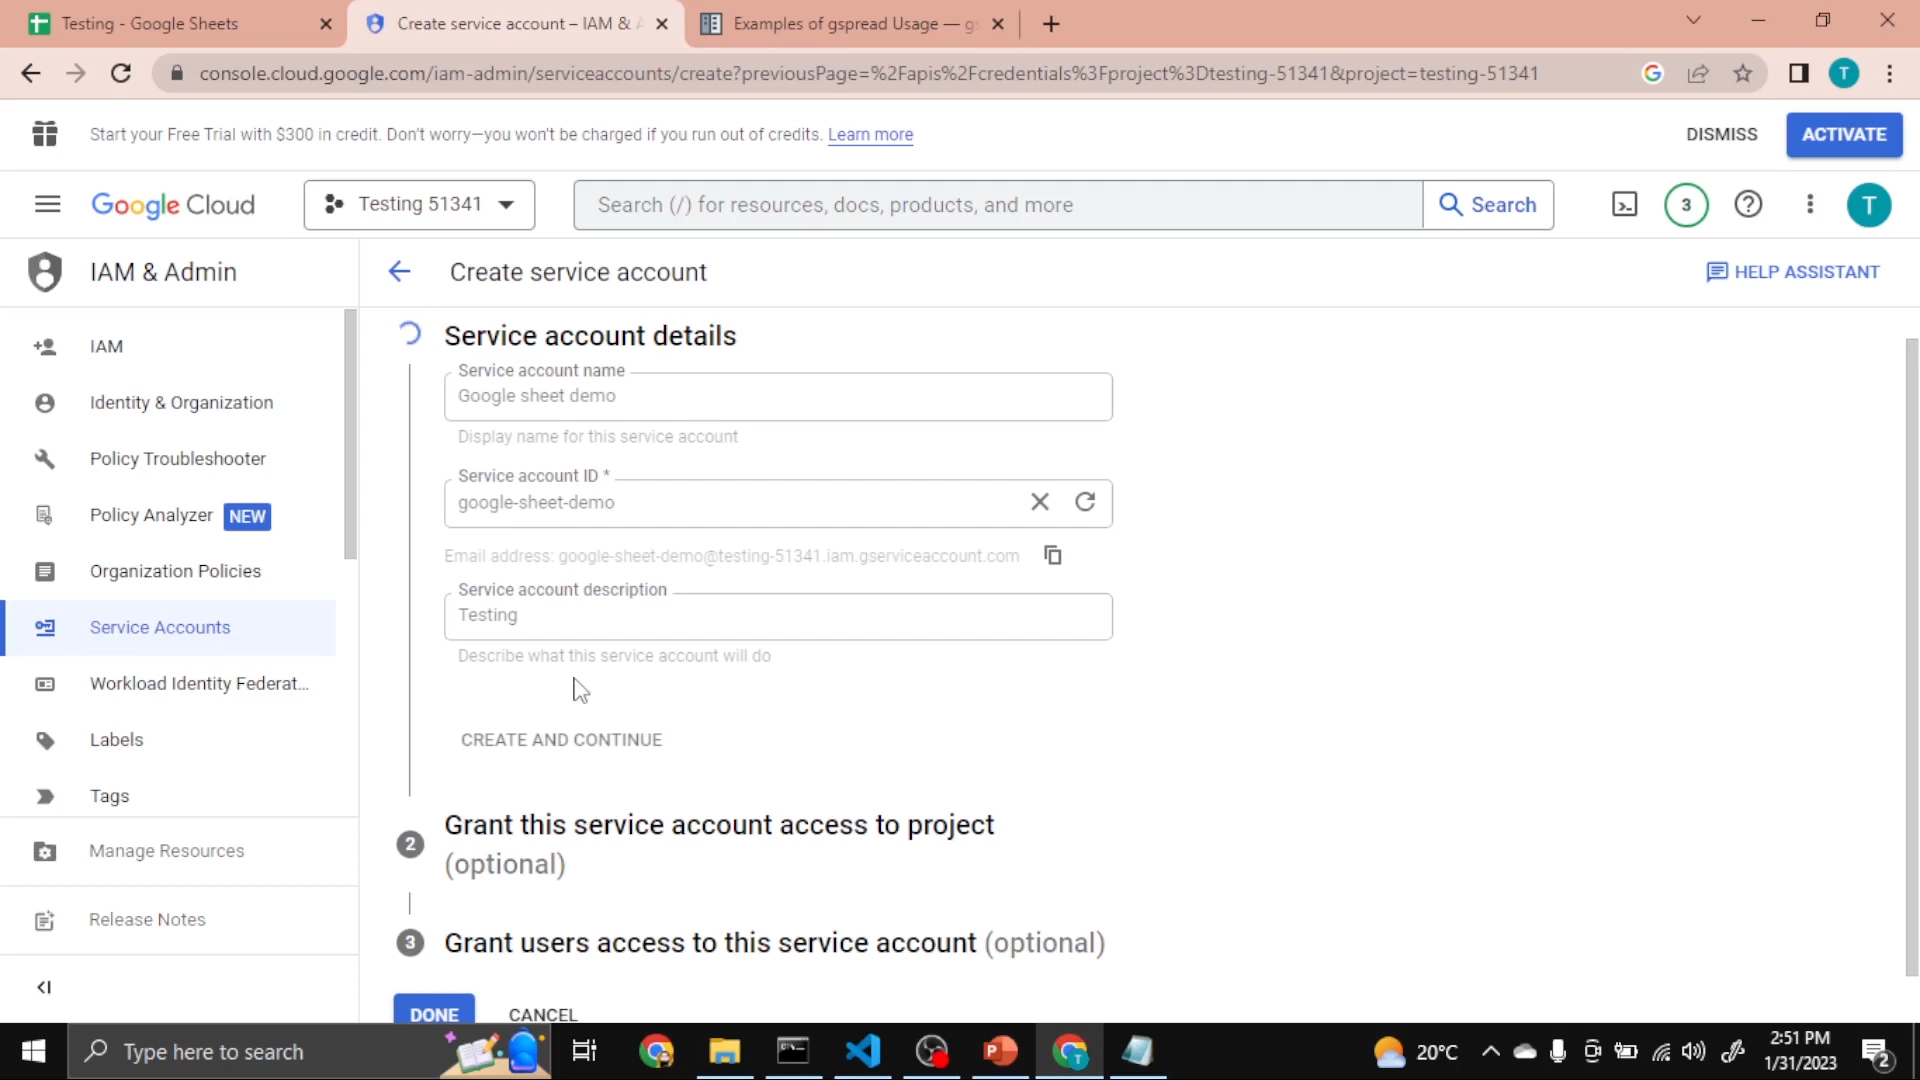 Testing - Google Sheets
Create service account – IAM & A
Examples of gspread Usage — gs
console.cloud.google.com/iam-admin/serviceaccounts/create?previousPage=%2Fapis%2Fcredentials%3Fproject%3Dtesting-51341&project=testing-51341
T
Start your Free Trial with $300 in credit. Don't worry—you won't be charged if you run out of credits. Learn more
DISMISS
ACTIVATE
Google Cloud
Testing 51341
Search (/) for resources, docs, products, and more
Search
3
T
IAM & Admin
Create service account
HELP ASSISTANT
IAM
Identity & Organization
Policy Troubleshooter
Policy Analyzer NEW
Organization Policies
Service Accounts
Workload Identity Federat...
Labels
Tags
Manage Resources
Release Notes
Service account details
Service account name
Google sheet demo
Display name for this service account
Service account ID *
google-sheet-demo
Email address: google-sheet-demo@testing-51341.iam.gserviceaccount.com
Service account description
Testing
Describe what this service account will do
CREATE AND CONTINUE
2
Grant this service account access to project
(optional)
3
Grant users access to this service account (optional)
DONE
CANCEL
Type here to search
20°C
2:51 PM
1/31/2023
2